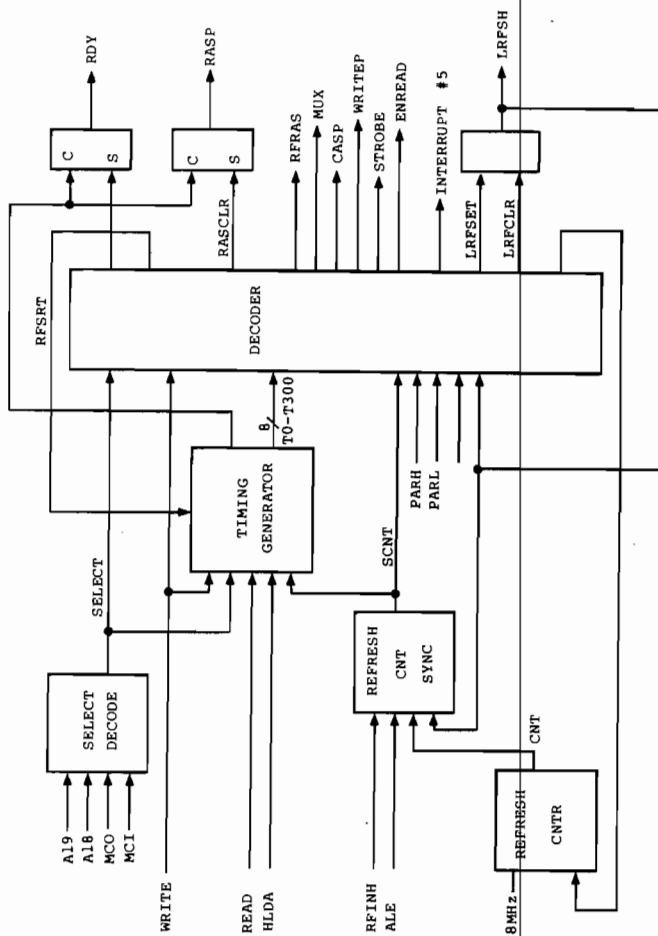 A19
A18
MCO
MCI
SELECT
DECODE
SELECT
WRITE
READ
HLDA
TIMING
GENERATOR
8
T0-T300
RFSRT
DECODER
C
S
RDY
C
S
RASP
RASCLR
RFRAS
MUX
CASP
WRITEP
STROBE
ENREAD
INTERRUPT #5
LRFSET
LRFCLR
LRFSH
RFINH
ALE
REFRESH
CNT
SYNC
SCNT
PARH
PARL
8MHz
REFRESH
CNTR
CNT